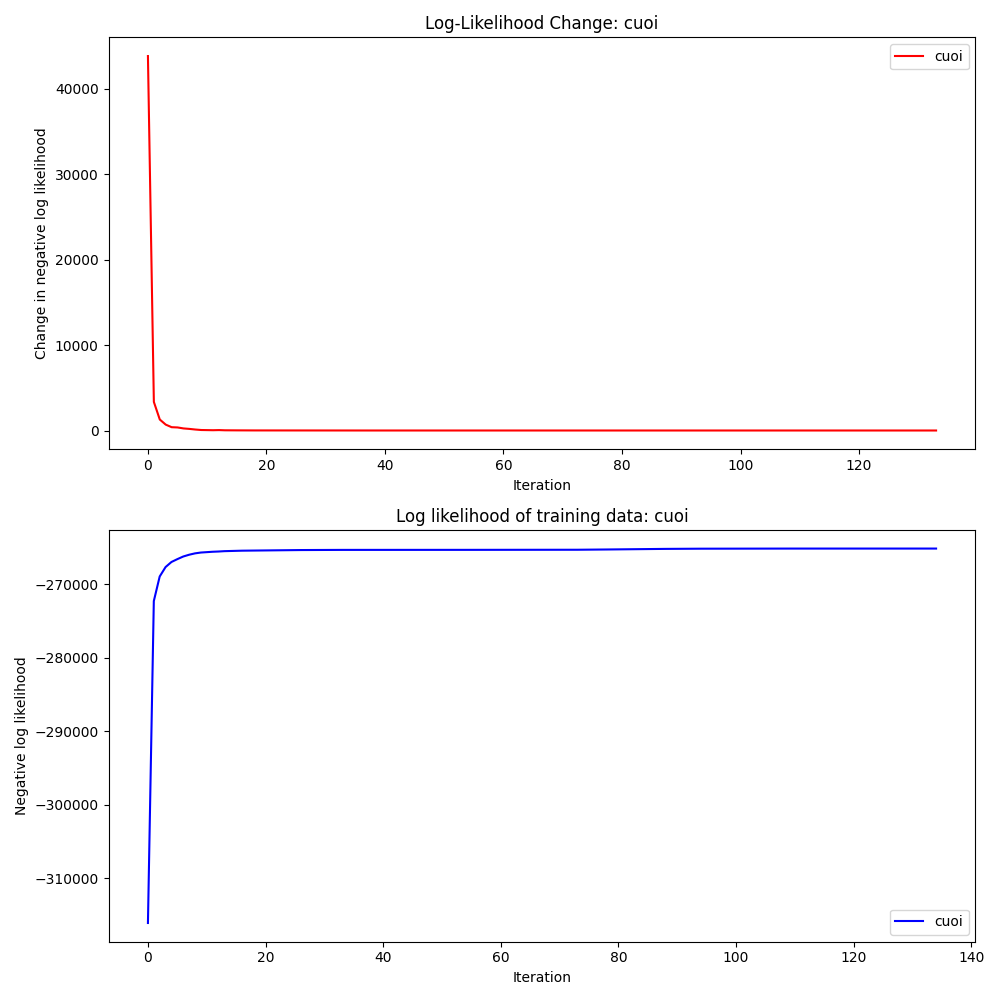 Log-Likelihood Change: cuoi
cuoi
Change in negative log likelihood
40000
30000
20000
10000
0
0 20 40 60 80 100 120
Iteration
Log likelihood of training data: cuoi
Negative log likelihood
−270000
−280000
−290000
−300000
−310000
cuoi
0 20 40 60 80 100 120 140
Iteration